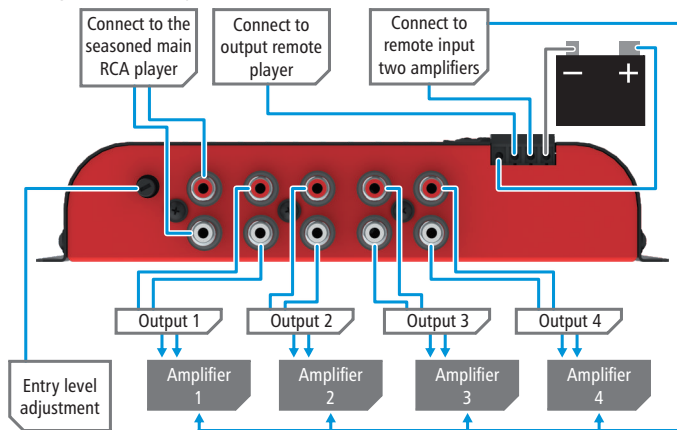 Connect to the
seasoned main
RCA player
Connect to
output remote
player
Connect to
remote input
two amplifiers
− +
Output 1
Output 2
Output 3
Output 4
Entry level
adjustment
Amplifier
1
Amplifier
2
Amplifier
3
Amplifier
4